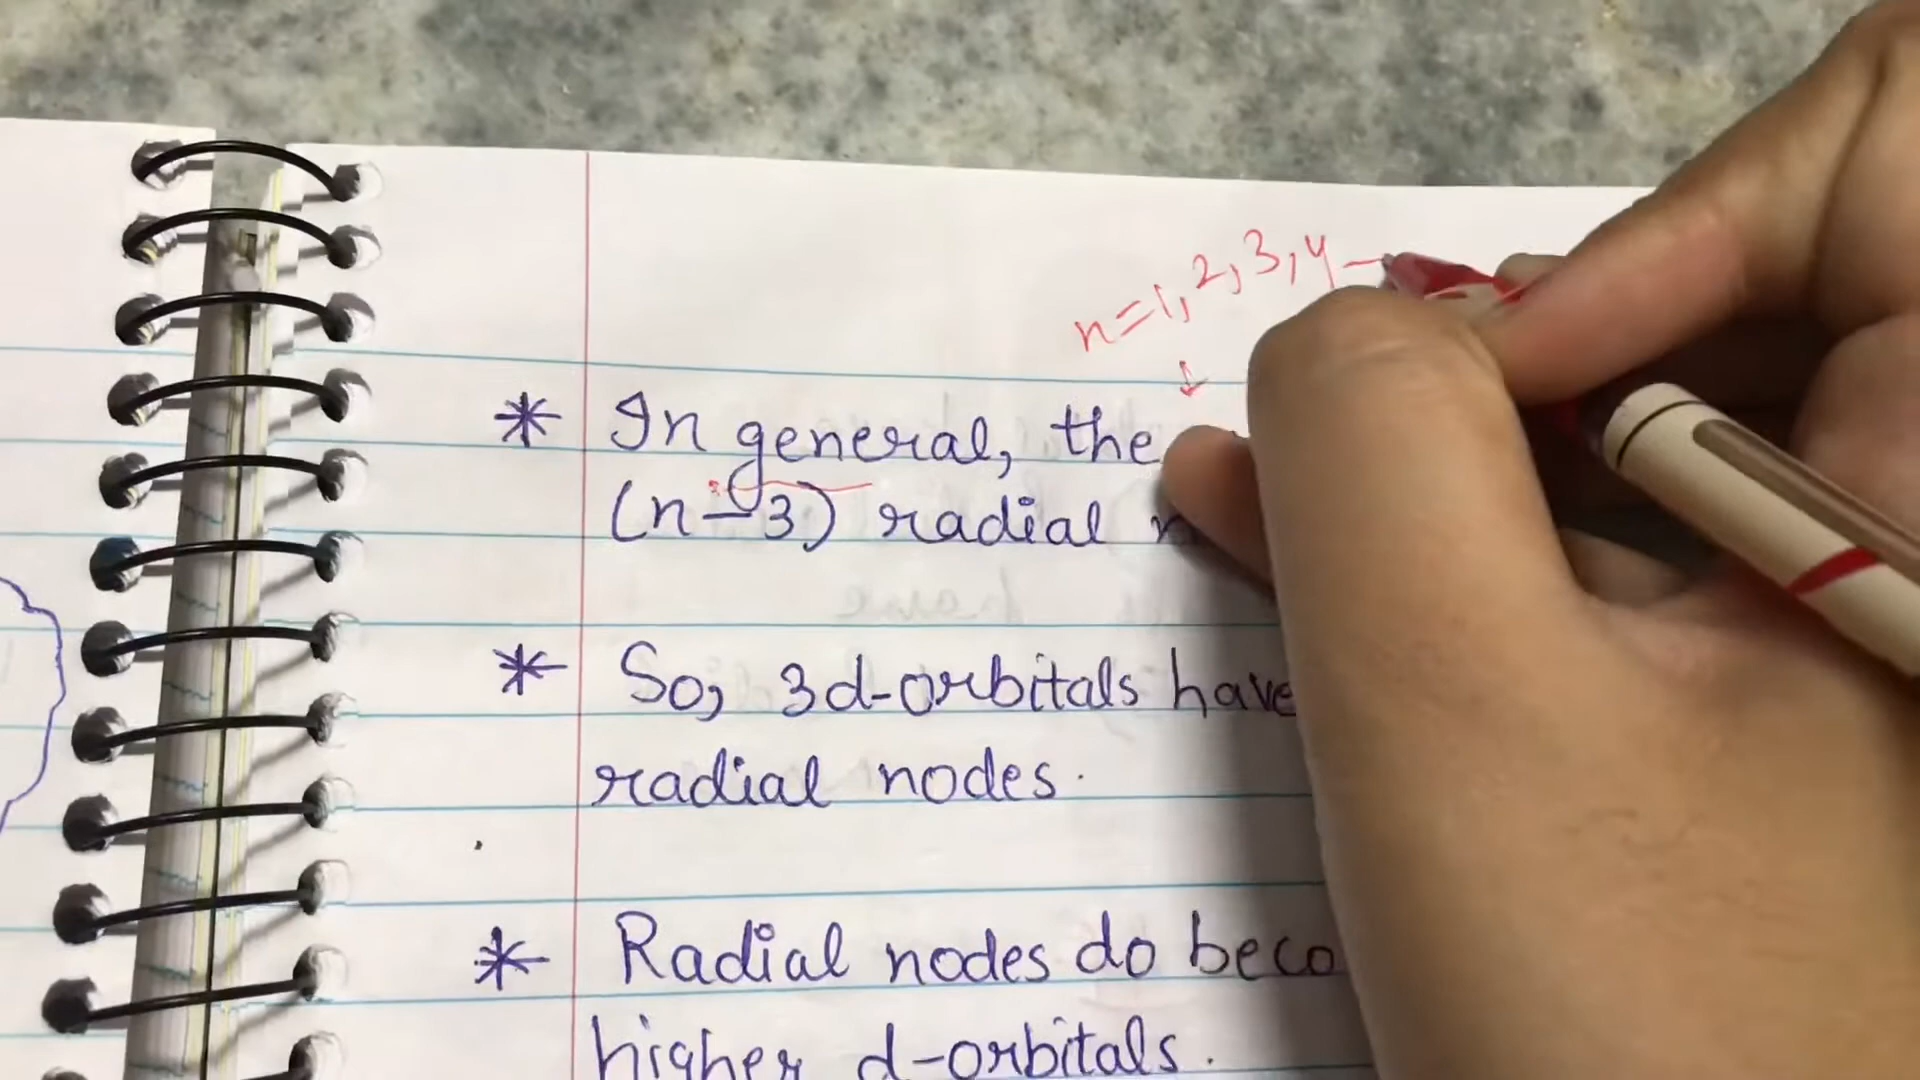 n=1, 2, 3, 4
* In general, the
(n-3) radial
* So, 3d-orbitals have
radial nodes.
* Radial nodes do
higher d-orbitals.